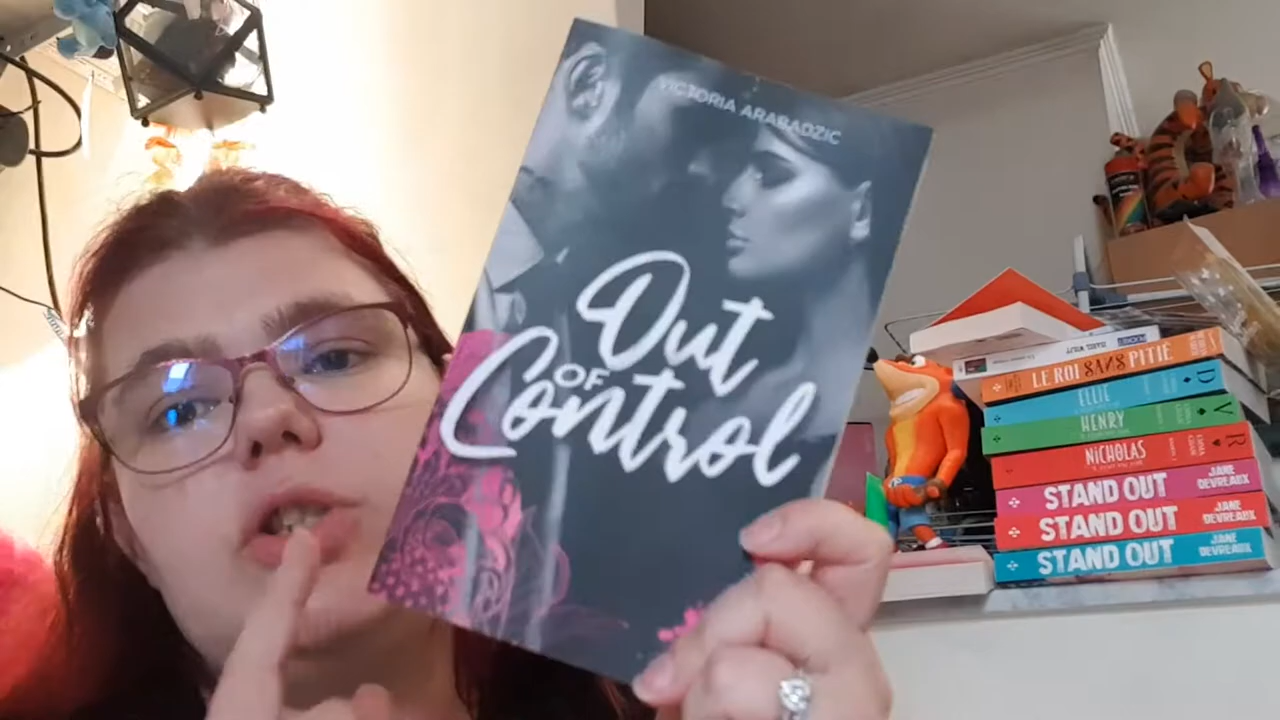 VICTORIA ARABADZIC
Out
OF
Control
LE ROI SANS PITIÉ
ELLIE
D
HENRY
V
NICHOLAS
R
STAND OUT
JANE
DEVREAUX
STAND OUT
JANE
DEVREAUX
STAND OUT
JANE
DEVREAUX